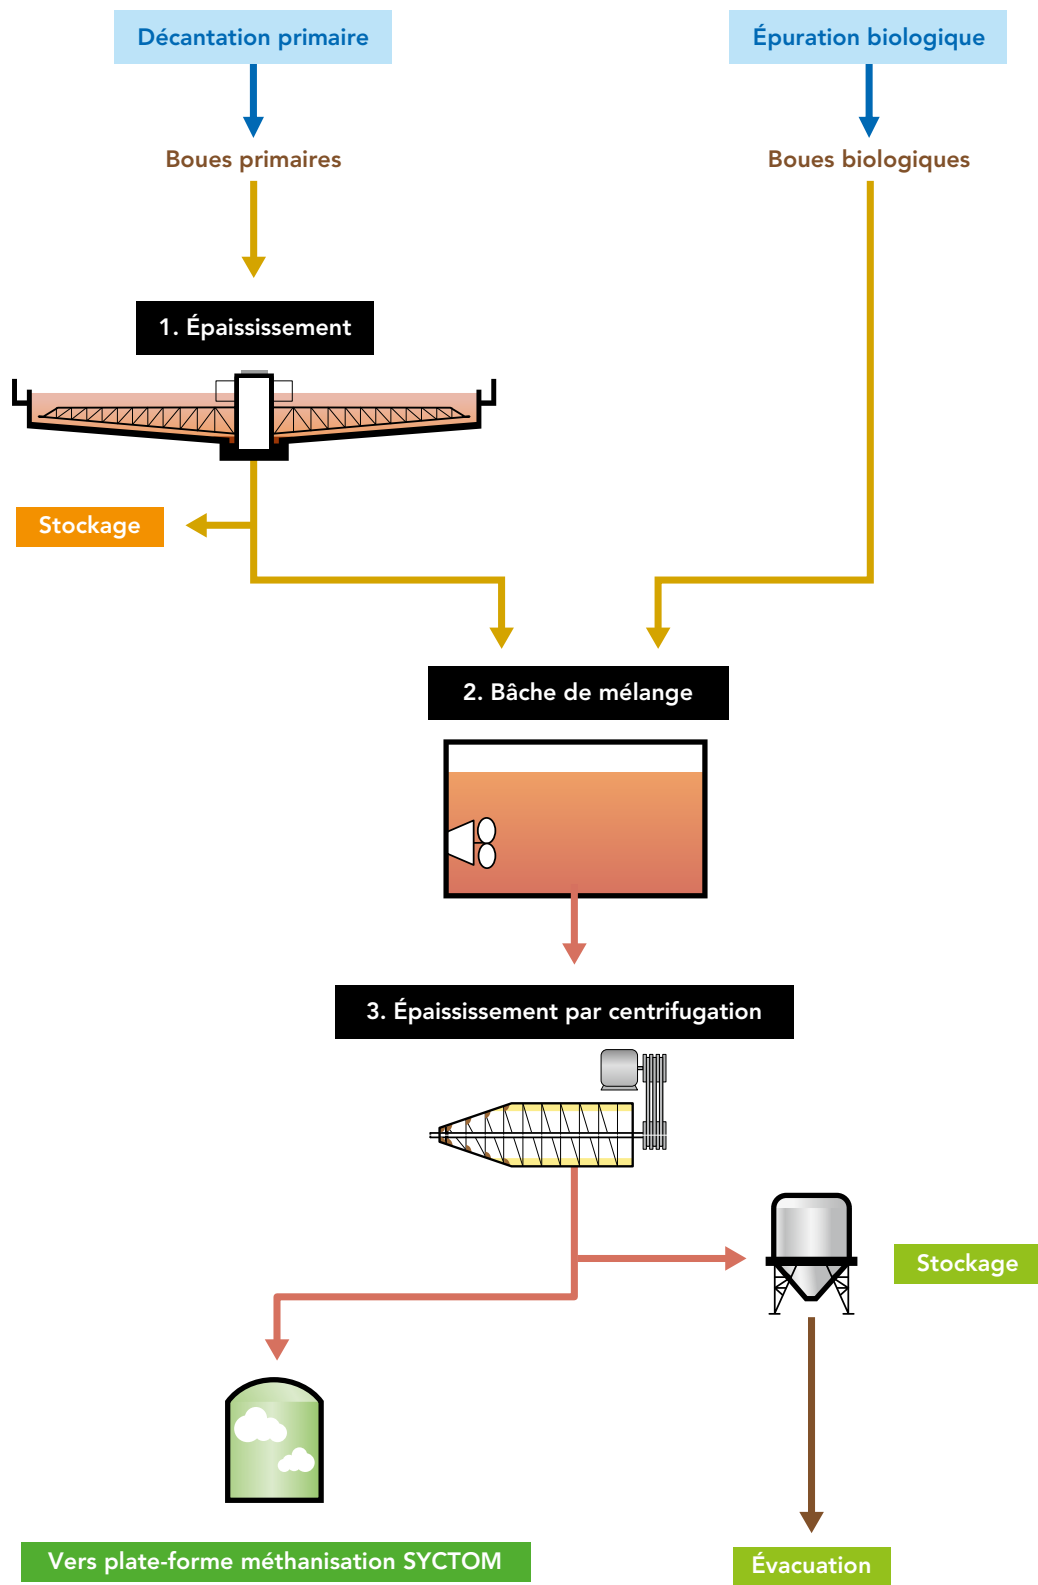 Décantation primaire
Épuration biologique
Boues primaires
Boues biologiques
1. Épaississement
Stockage
2. Bâche de mélange
3. Épaississement par centrifugation
Stockage
Vers plate-forme méthanisation SYCTOM
Évacuation